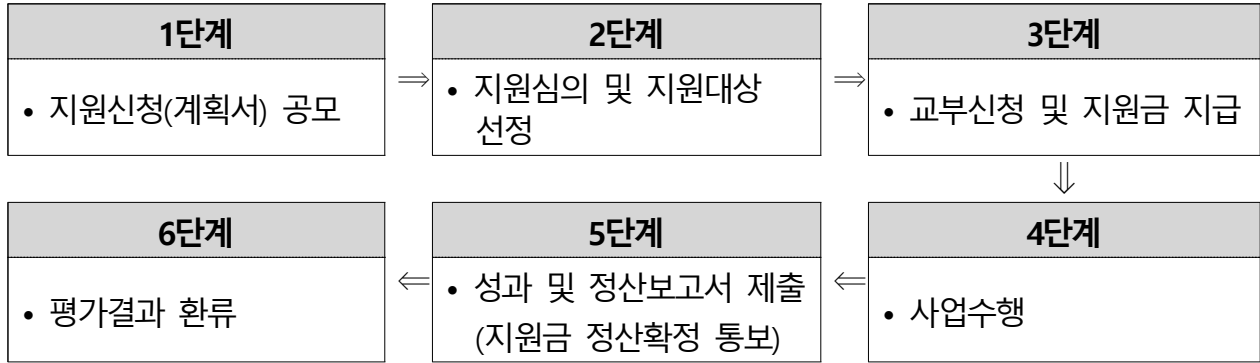 1단계
• 지원신청(계획서) 공모
⇒
2단계
• 지원심의 및 지원대상
선정
⇒
3단계
• 교부신청 및 지원금 지급
⇓
4단계
• 사업수행
⇐
5단계
• 성과 및 정산보고서 제출
(지원금 정산확정 통보)
⇐
6단계
• 평가결과 환류